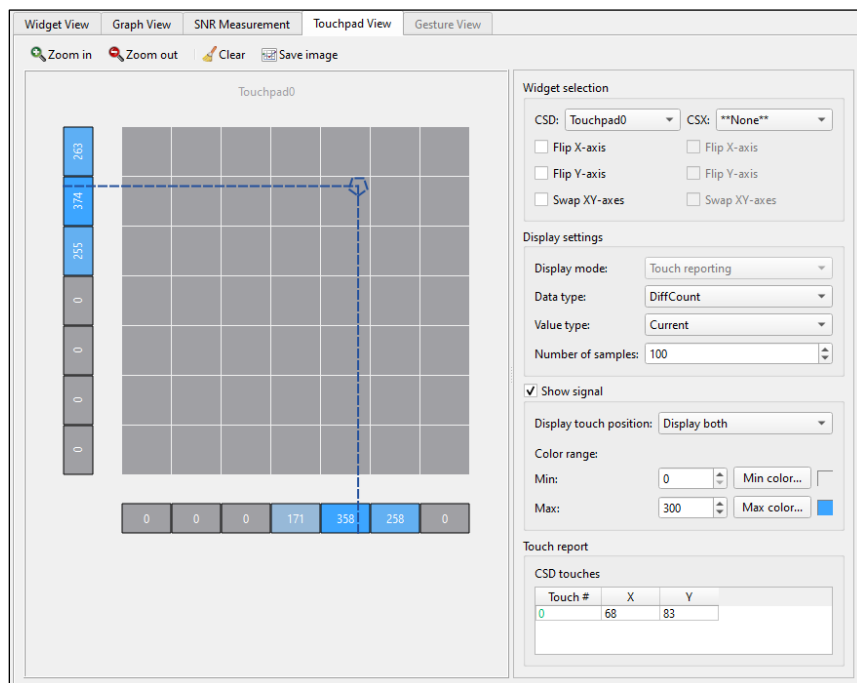 Widget View Graph View SNR Measurement Touchpad View Gesture View
Zoom in Zoom out Clear Save image
Touchpad0
263
374
255
0
0
0
0
0 0 0 171 358 258 0
Widget selection
CSD: Touchpad0 CSX: **None**
Flip X-axis Flip X-axis
Flip Y-axis Flip Y-axis
Swap XY-axes Swap XY-axes
Display settings
Display mode: Touch reporting
Data type: DiffCount
Value type: Current
Number of samples: 100
Show signal
Display touch position: Display both
Color range:
Min: 0 Min color...
Max: 300 Max color...
Touch report
CSD touches
Touch # X Y
0 68 83